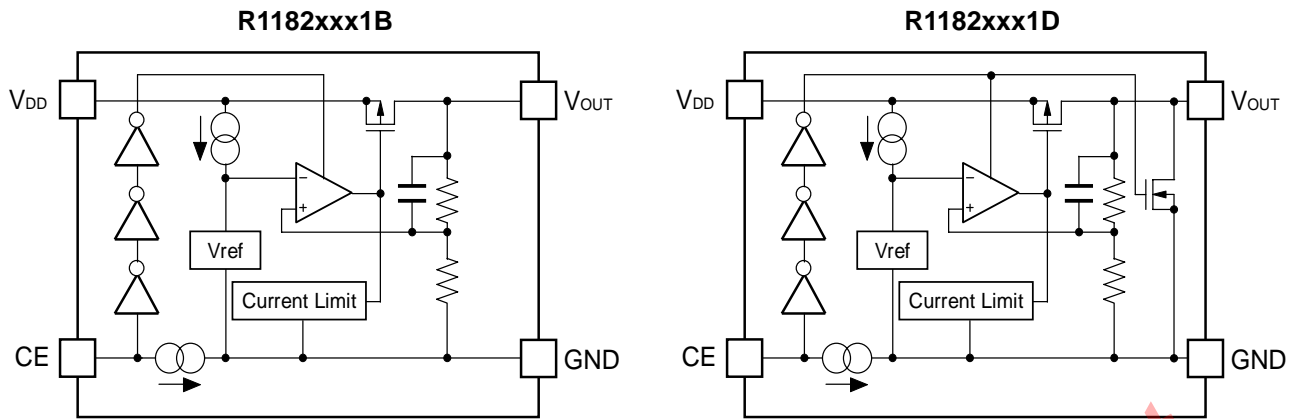 R1182xxx1B
VDD
VOUT
−
+
Vref
Current Limit
CE
GND
R1182xxx1D
VDD
VOUT
−
+
Vref
Current Limit
CE
GND